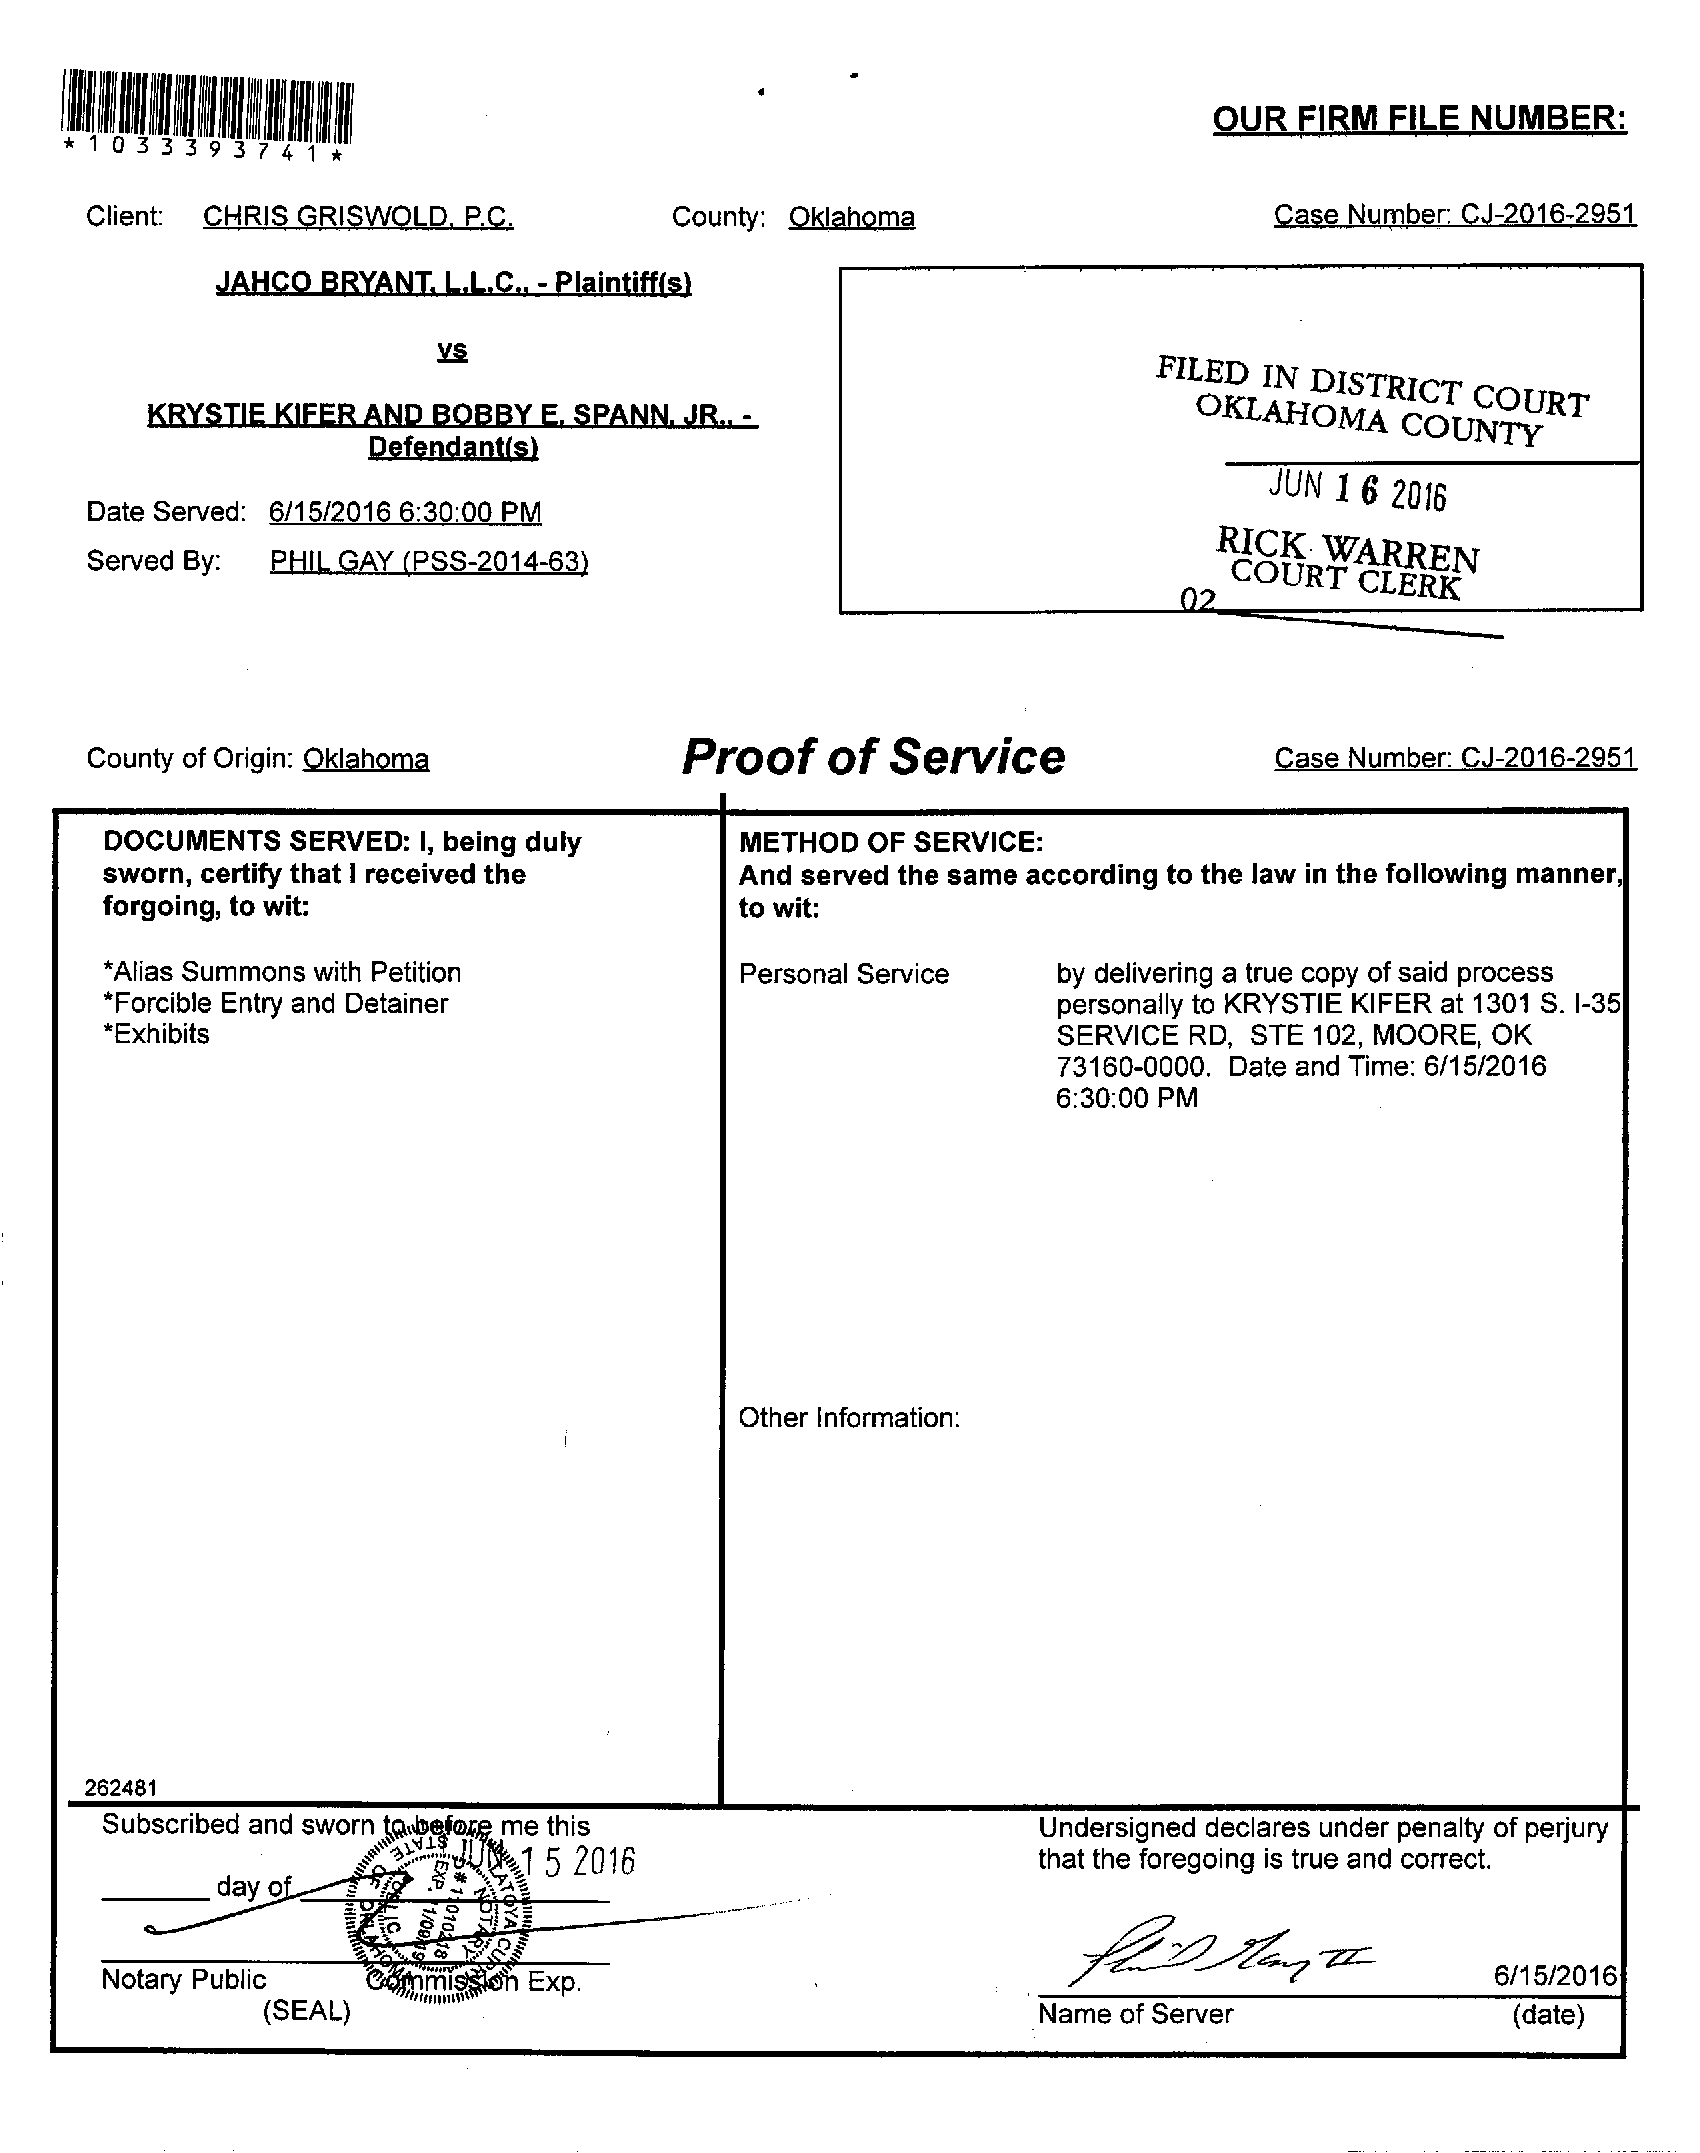 *1033393741*
OUR FIRM FILE NUMBER:
Client: CHRIS GRISWOLD, P.C. County: Oklahoma Case Number: CJ-2016-2951
JAHCO BRYANT, L.L.C., - Plaintiff(s)
vs
KRYSTIE KIFER AND BOBBY E. SPANN, JR., -
Defendant(s)
Date Served: 6/15/2016 6:30:00 PM
Served By: PHIL GAY (PSS-2014-63)
FILED IN DISTRICT COURT
OKLAHOMA COUNTY
JUN 16 2016
RICK WARREN
COURT CLERK
02
County of Origin: Oklahoma Proof of Service Case Number: CJ-2016-2951
DOCUMENTS SERVED: I, being duly
sworn, certify that I received the
forgoing, to wit:
*Alias Summons with Petition
*Forcible Entry and Detainer
*Exhibits
METHOD OF SERVICE:
And served the same according to the law in the following manner,
to wit:
Personal Service by delivering a true copy of said process
personally to KRYSTIE KIFER at 1301 S. I-35
SERVICE RD, STE 102, MOORE, OK
73160-0000. Date and Time: 6/15/2016
6:30:00 PM
Other Information:
262481
Subscribed and sworn to before me this
JUN 15 2016
day of
LATOYA CURRY
NOTARY PUBLIC
STATE OF OKLAHOMA
EXP. 11/09/19
Notary Public Commission Exp.
(SEAL)
Undersigned declares under penalty of perjury
that the foregoing is true and correct.
6/15/2016
Name of Server (date)